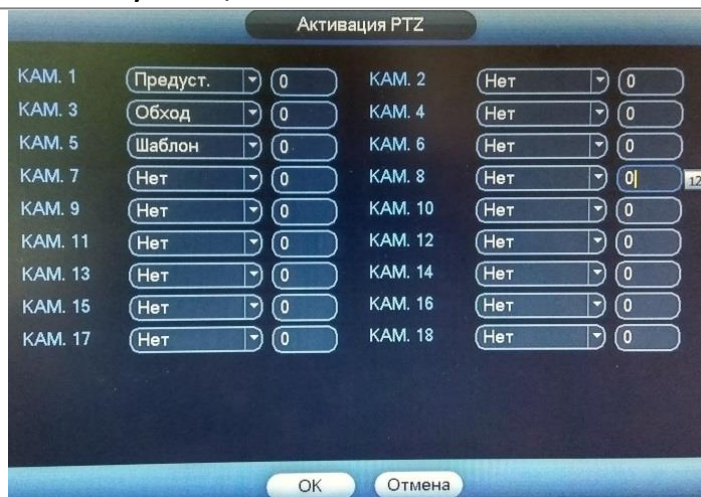 Активация PTZ
КАМ. 1 Предуст. 0 КАМ. 2 Нет 0
КАМ. 3 Обход 0 КАМ. 4 Нет 0
КАМ. 5 Шаблон 0 КАМ. 6 Нет 0
КАМ. 7 Нет 0 КАМ. 8 Нет 0 12
КАМ. 9 Нет 0 КАМ. 10 Нет 0
КАМ. 11 Нет 0 КАМ. 12 Нет 0
КАМ. 13 Нет 0 КАМ. 14 Нет 0
КАМ. 15 Нет 0 КАМ. 16 Нет 0
КАМ. 17 Нет 0 КАМ. 18 Нет 0
OK Отмена